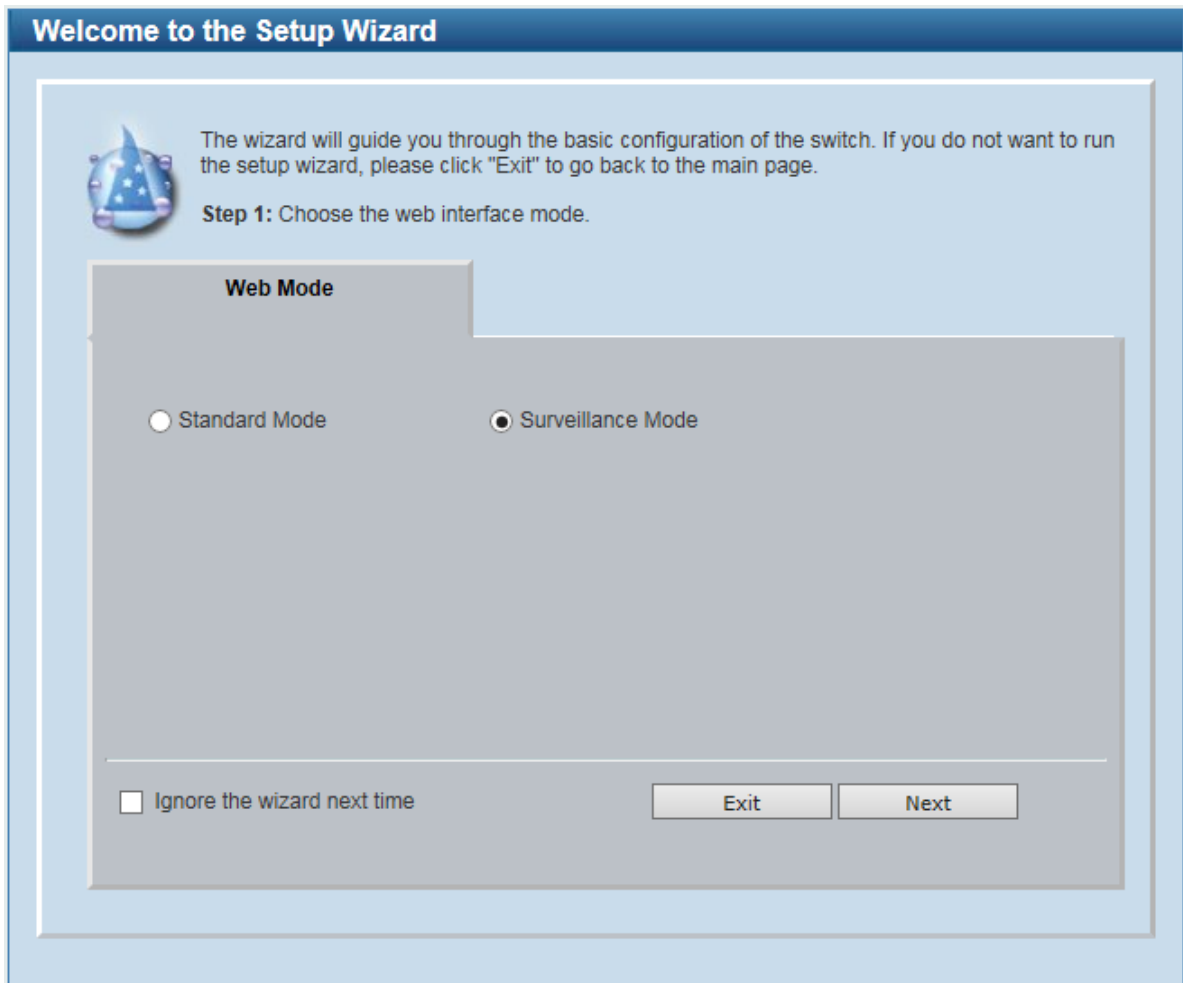 Welcome to the Setup Wizard
The wizard will guide you through the basic configuration of the switch. If you do not want to run
the setup wizard, please click "Exit" to go back to the main page.
Step 1: Choose the web interface mode.
Web Mode
Standard Mode
Surveillance Mode
Ignore the wizard next time
Exit
Next